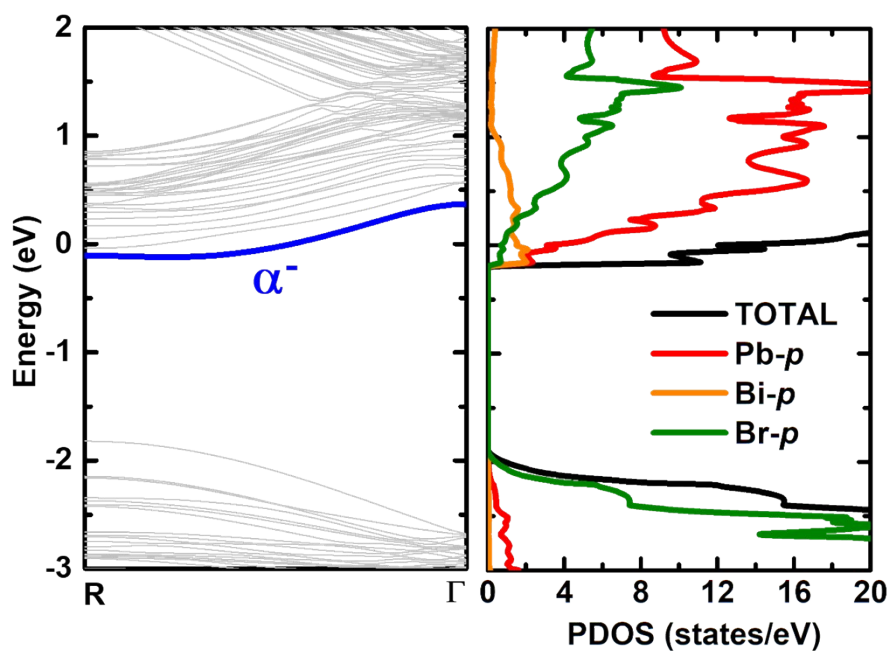 2
1
0
-1
-2
-3
Energy (eV)
α-
R
Γ
TOTAL
Pb-p
Bi-p
Br-p
0 4 8 12 16 20
PDOS (states/eV)